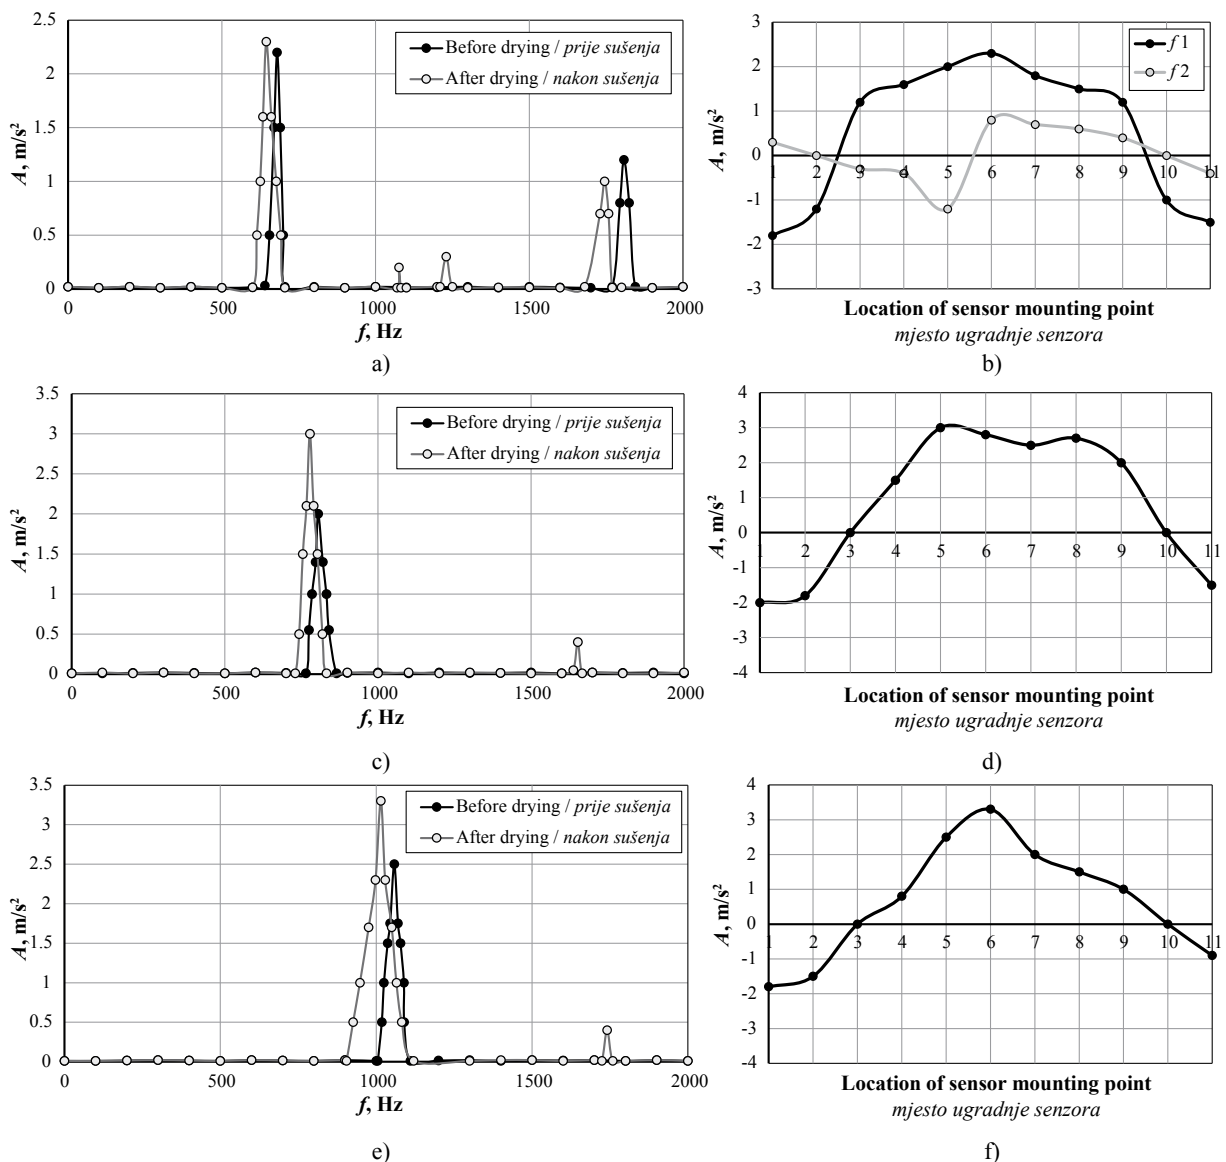 2.5
2
1.5
1
0.5
0
A, m/s²
Before drying / prije sušenja
After drying / nakon sušenja
0 500 1000 1500 2000
f, Hz
a)
3
2
1
0
-1
-2
-3
A, m/s²
f 1
f 2
1 2 3 4 5 6 7 8 9 10 11
Location of sensor mounting point
mjesto ugradnje senzora
b)
3.5
3
2.5
2
1.5
1
0.5
0
A, m/s²
Before drying / prije sušenja
After drying / nakon sušenja
0 500 1000 1500 2000
f, Hz
c)
4
3
2
1
0
-1
-2
-3
-4
A, m/s²
1 2 3 4 5 6 7 8 9 10 11
Location of sensor mounting point
mjesto ugradnje senzora
d)
3.5
3
2.5
2
1.5
1
0.5
0
A, m/s²
Before drying / prije sušenja
After drying / nakon sušenja
0 500 1000 1500 2000
f, Hz
e)
4
3
2
1
0
-1
-2
-3
-4
A, m/s²
1 2 3 4 5 6 7 8 9 10 11
Location of sensor mounting point
mjesto ugradnje senzora
f)